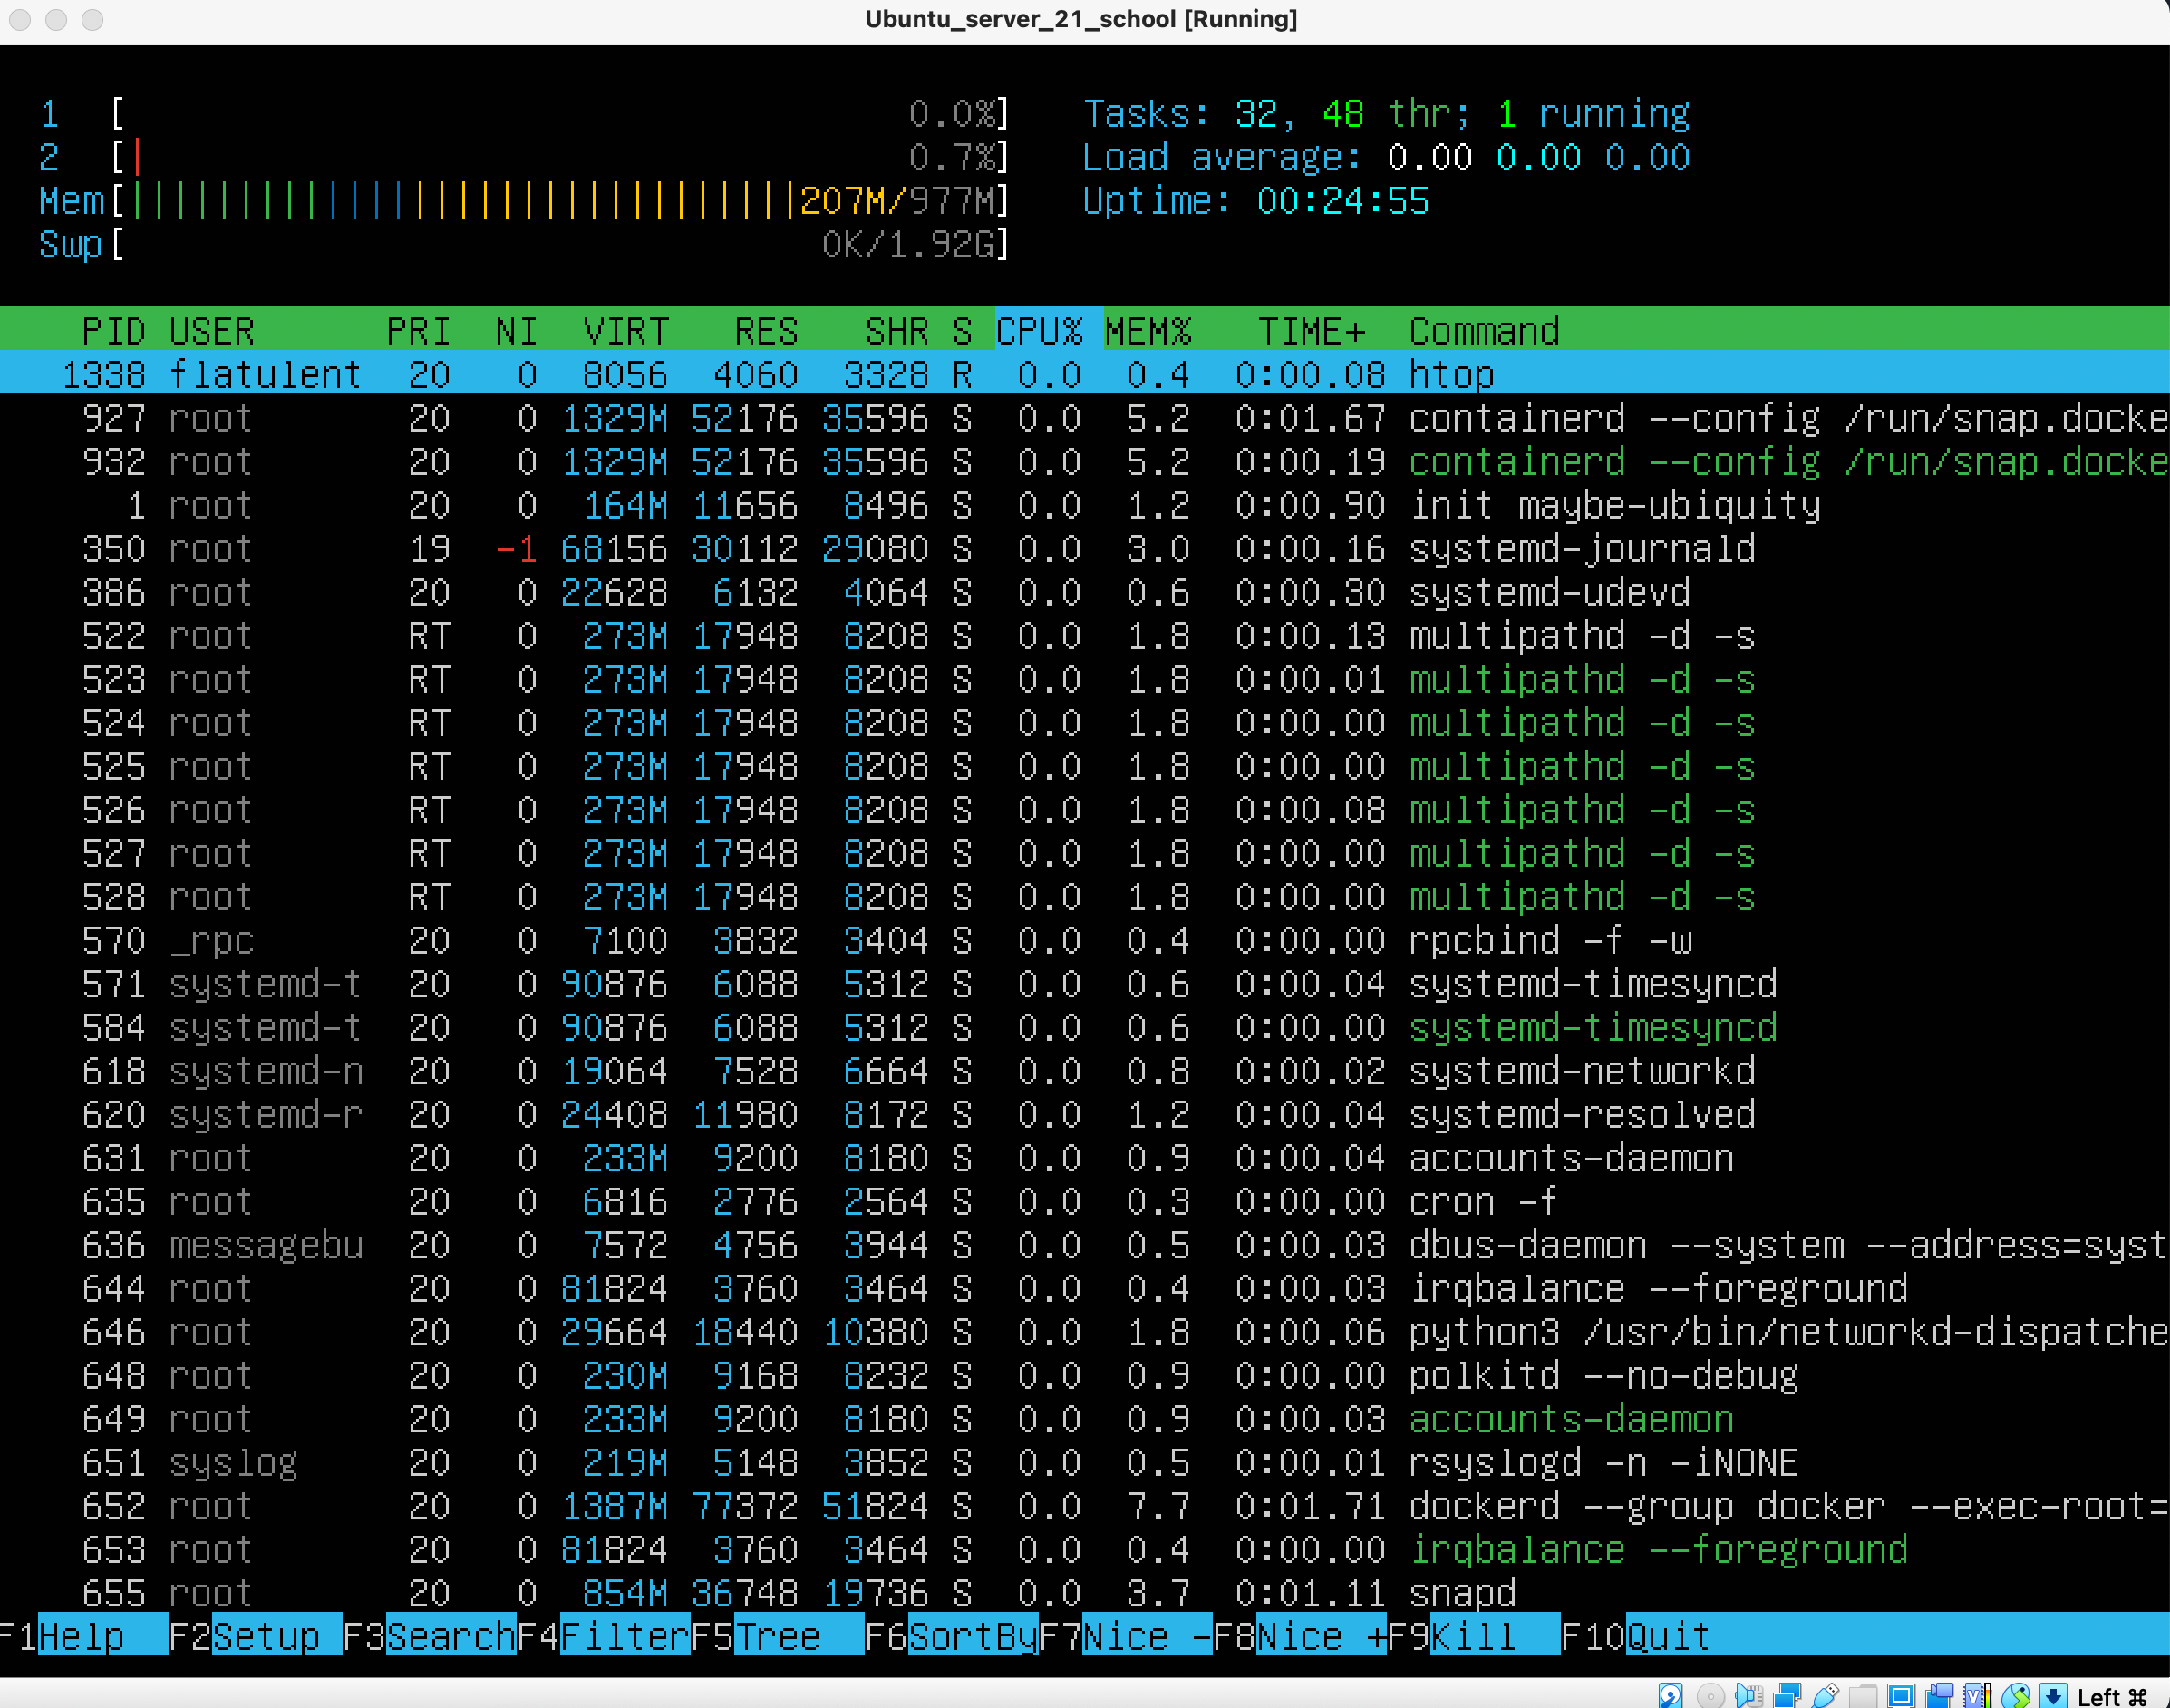 Ubuntu_server_21_school [Running]
1 [ 0.0%] Tasks: 32, 48 thr; 1 running
2 [| 0.7%] Load average: 0.00 0.00 0.00
Mem[|||||||||||||||||||||||||||||||207M/977M] Uptime: 00:24:55
Swp[ 0K/1.92G]
PID USER PRI NI VIRT RES SHR S CPU% MEM% TIME+ Command
1338 flatulent 20 0 8056 4060 3328 R 0.0 0.4 0:00.08 htop
927 root 20 0 1329M 52176 35596 S 0.0 5.2 0:01.67 containerd --config /run/snap.docke
932 root 20 0 1329M 52176 35596 S 0.0 5.2 0:00.19 containerd --config /run/snap.docke
1 root 20 0 164M 11656 8496 S 0.0 1.2 0:00.90 init maybe-ubiquity
350 root 19 -1 68156 30112 29080 S 0.0 3.0 0:00.16 systemd-journald
386 root 20 0 22628 6132 4064 S 0.0 0.6 0:00.30 systemd-udevd
522 root RT 0 273M 17948 8208 S 0.0 1.8 0:00.13 multipathd -d -s
523 root RT 0 273M 17948 8208 S 0.0 1.8 0:00.01 multipathd -d -s
524 root RT 0 273M 17948 8208 S 0.0 1.8 0:00.00 multipathd -d -s
525 root RT 0 273M 17948 8208 S 0.0 1.8 0:00.00 multipathd -d -s
526 root RT 0 273M 17948 8208 S 0.0 1.8 0:00.08 multipathd -d -s
527 root RT 0 273M 17948 8208 S 0.0 1.8 0:00.00 multipathd -d -s
528 root RT 0 273M 17948 8208 S 0.0 1.8 0:00.00 multipathd -d -s
570 _rpc 20 0 7100 3832 3404 S 0.0 0.4 0:00.00 rpcbind -f -w
571 systemd-t 20 0 90876 6088 5312 S 0.0 0.6 0:00.04 systemd-timesyncd
584 systemd-t 20 0 90876 6088 5312 S 0.0 0.6 0:00.00 systemd-timesyncd
618 systemd-n 20 0 19064 7528 6664 S 0.0 0.8 0:00.02 systemd-networkd
620 systemd-r 20 0 24408 11980 8172 S 0.0 1.2 0:00.04 systemd-resolved
631 root 20 0 233M 9200 8180 S 0.0 0.9 0:00.04 accounts-daemon
635 root 20 0 6816 2776 2564 S 0.0 0.3 0:00.00 cron -f
636 messagebu 20 0 7572 4756 3944 S 0.0 0.5 0:00.03 dbus-daemon --system --address=syst
644 root 20 0 81824 3760 3464 S 0.0 0.4 0:00.03 irqbalance --foreground
646 root 20 0 29664 18440 10380 S 0.0 1.8 0:00.06 python3 /usr/bin/networkd-dispatche
648 root 20 0 230M 9168 8232 S 0.0 0.9 0:00.00 polkitd --no-debug
649 root 20 0 233M 9200 8180 S 0.0 0.9 0:00.03 accounts-daemon
651 syslog 20 0 219M 5148 3852 S 0.0 0.5 0:00.01 rsyslogd -n -iNONE
652 root 20 0 1387M 77372 51824 S 0.0 7.7 0:01.71 dockerd --group docker --exec-root=
653 root 20 0 81824 3760 3464 S 0.0 0.4 0:00.00 irqbalance --foreground
655 root 20 0 854M 36748 19736 S 0.0 3.7 0:01.11 snapd
F1Help F2Setup F3Search F4Filter F5Tree F6SortBy F7Nice - F8Nice + F9Kill F10Quit
Left ⌘